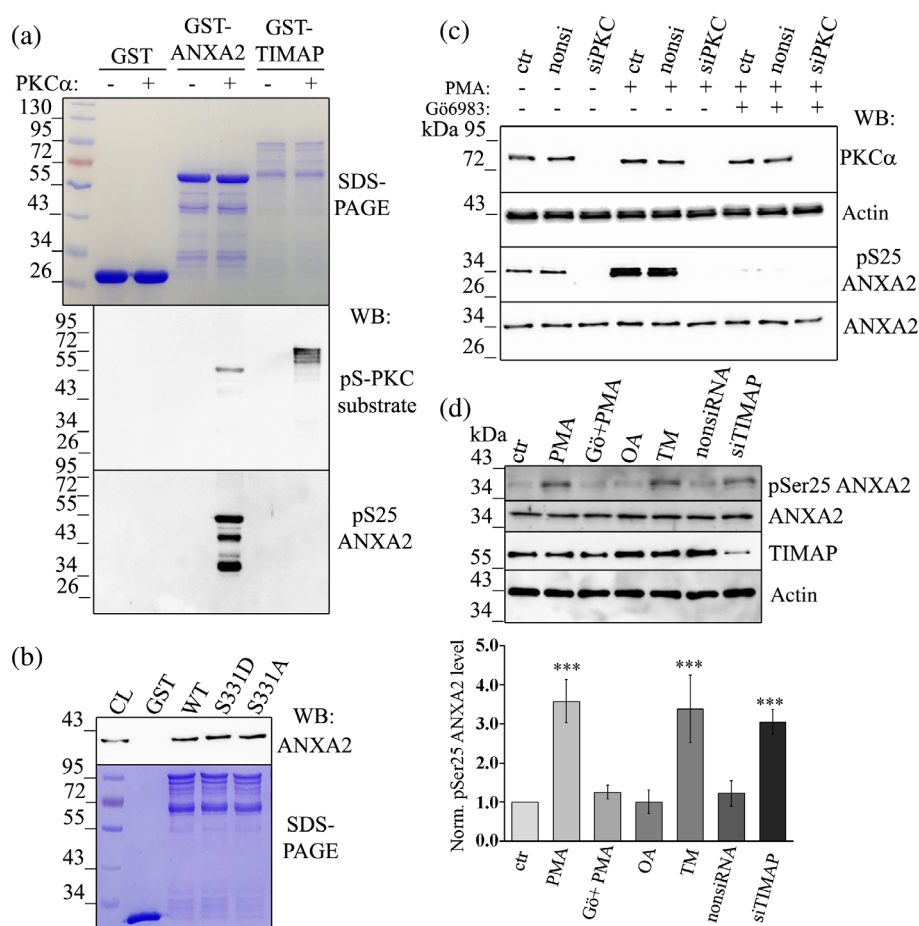 (a)
GST
GST-
ANXA2
GST-
TIMAP
PKCα: - + - + - +
130
95
72
55
43
34
26
SDS-
PAGE
95
72
55
43
34
26
WB:
pS-PKC
substrate
95
72
55
43
34
26
pS25
ANXA2
(b)
CL GST WT S331D S331A
43
WB:
ANXA2
95
72
55
43
34
SDS-
PAGE
(c)
ctr nonsi siPKC ctr nonsi siPKC ctr nonsi siPKC
PMA: - - - + + + + + +
Gö6983: - - - - - - + + +
kDa 95
72
WB:
PKCα
43
Actin
34
26
pS25
ANXA2
34
26
ANXA2
(d)
kDa
ctr PMA Gö+PMA OA TM nonsiRNA siTIMAP
43
34
pSer25 ANXA2
34
ANXA2
55
TIMAP
43
34
Actin
Norm. pSer25 ANXA2 level
5.0
4.0
3.0
2.0
1.0
0.0
*** *** ***
ctr PMA Gö+ PMA OA TM nonsiRNA siTIMAP